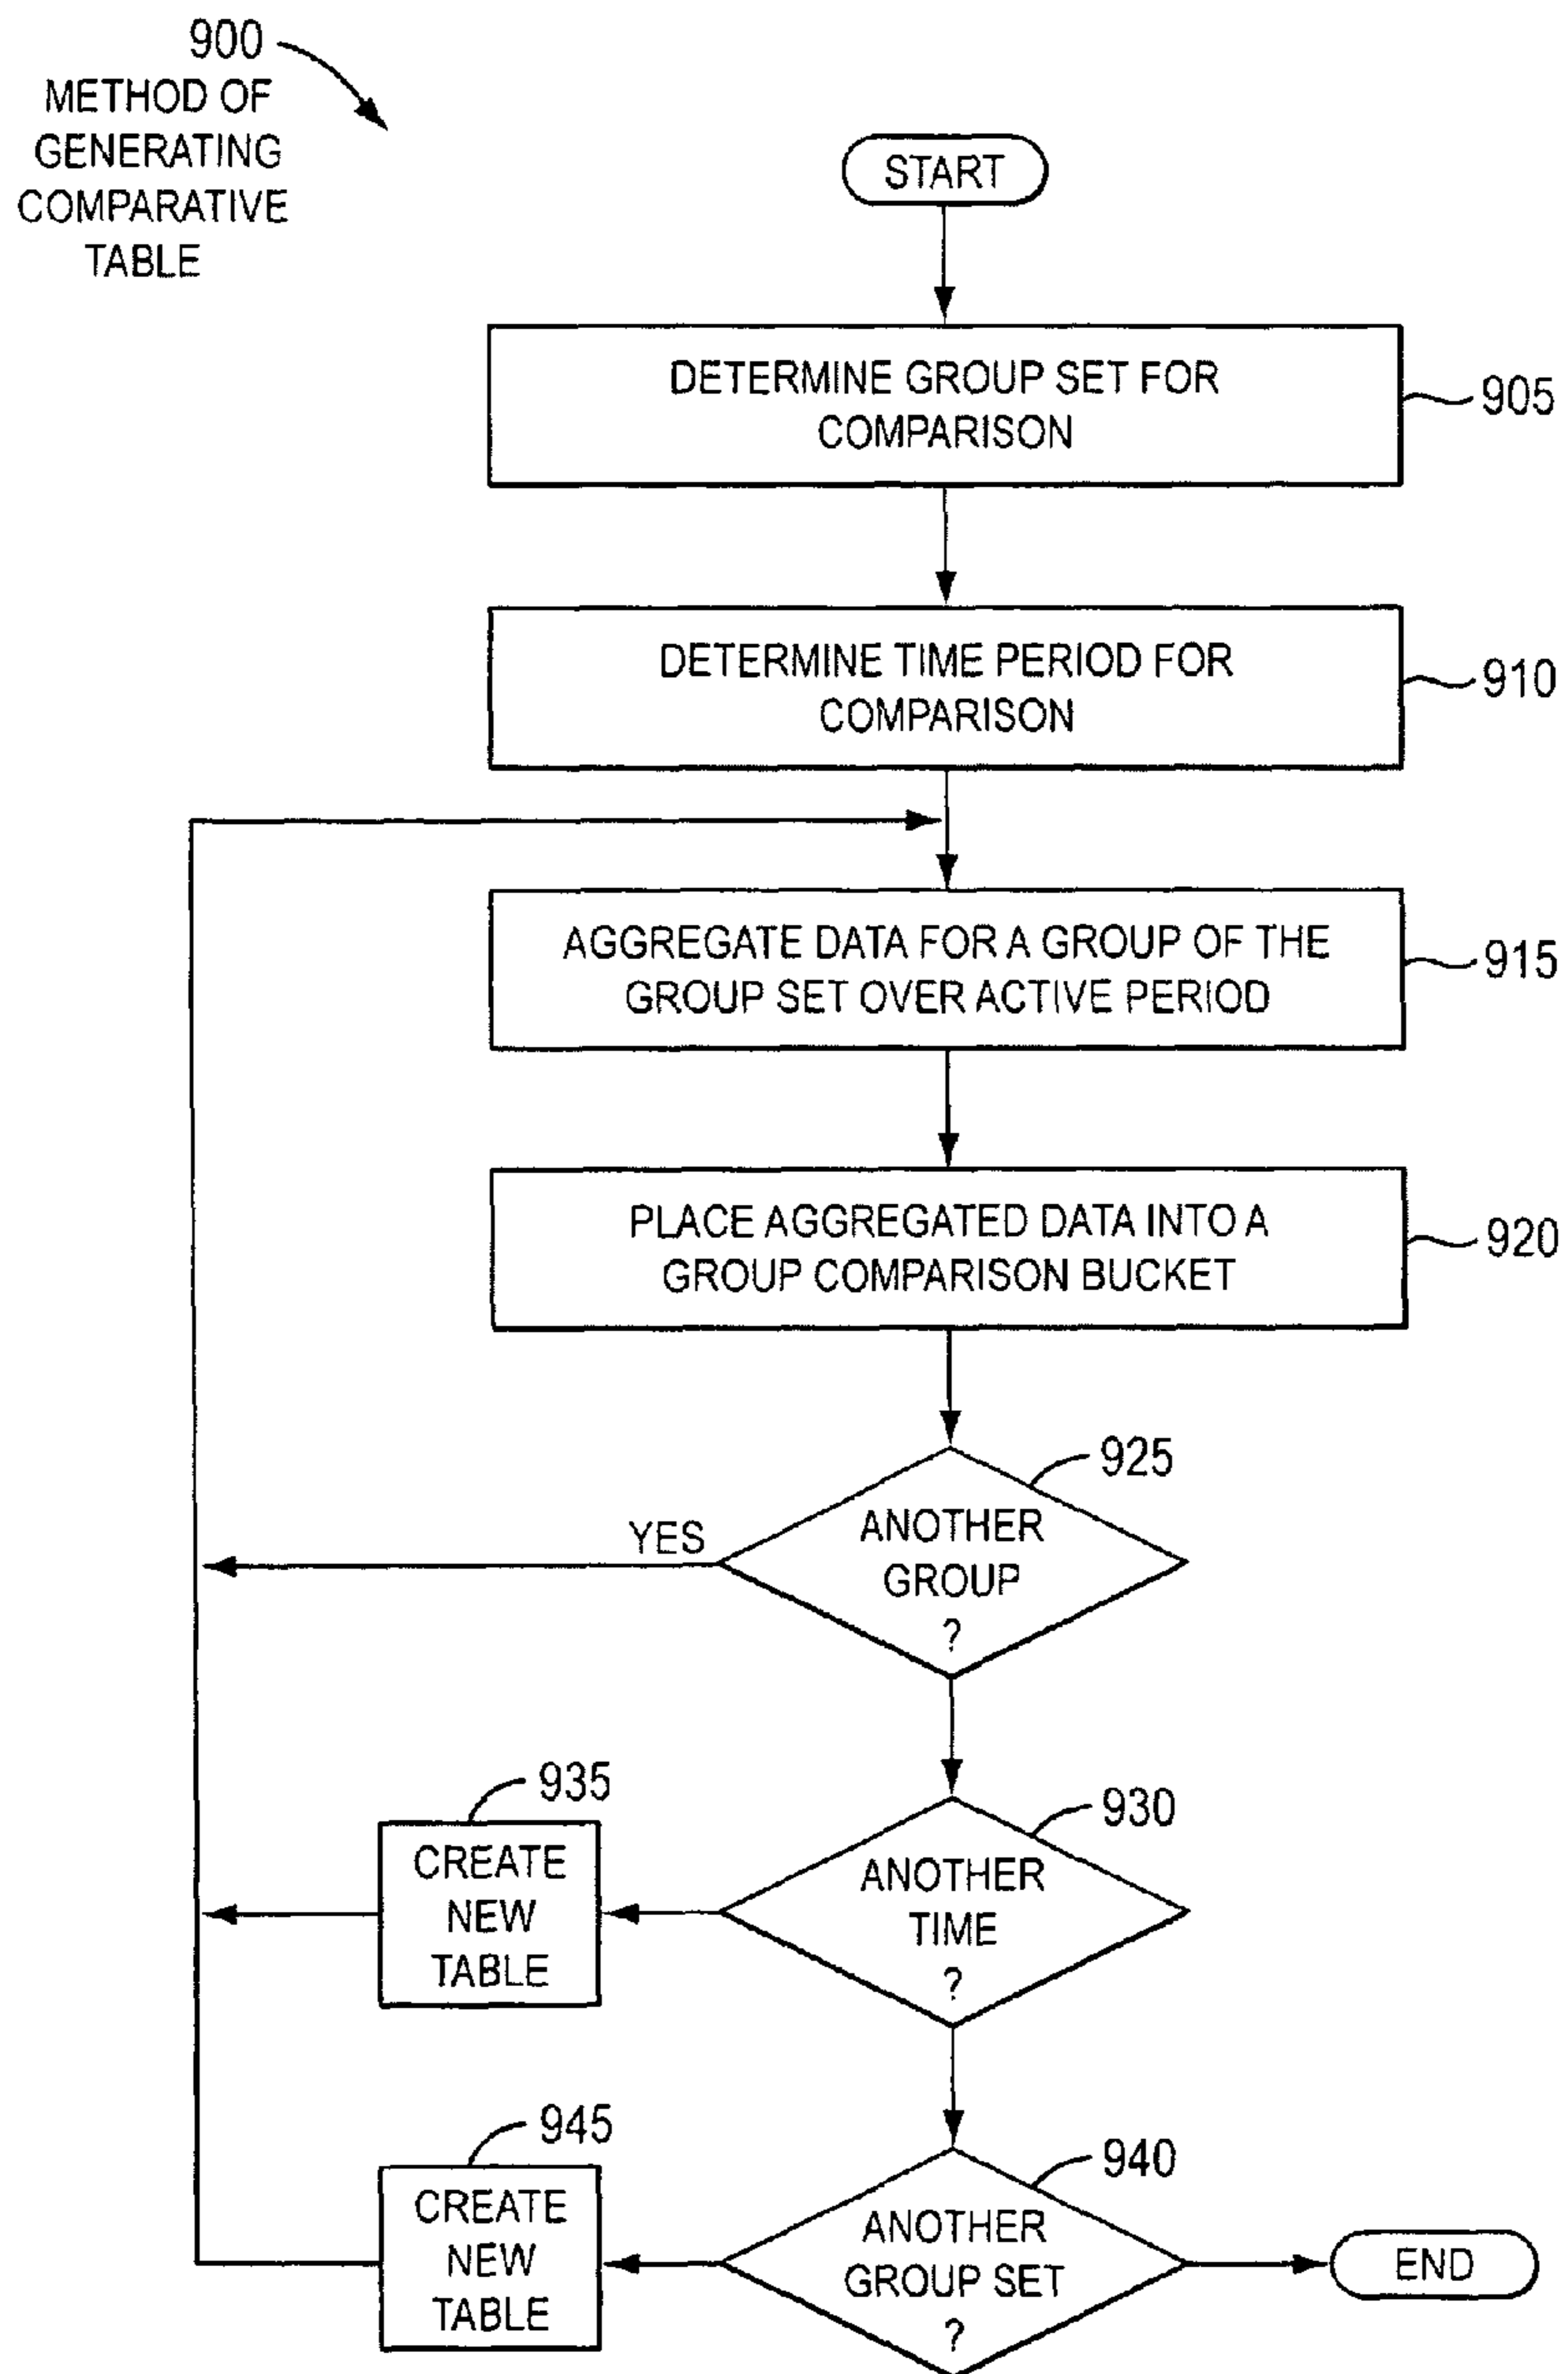 900
METHOD OF
GENERATING
COMPARATIVE
TABLE
START
DETERMINE GROUP SET FOR
COMPARISON
905
DETERMINE TIME PERIOD FOR
COMPARISON
910
AGGREGATE DATA FOR A GROUP OF THE
GROUP SET OVER ACTIVE PERIOD
915
PLACE AGGREGATED DATA INTO A
GROUP COMPARISON BUCKET
920
925
YES
ANOTHER
GROUP
?
935
CREATE
NEW
TABLE
930
ANOTHER
TIME
?
945
CREATE
NEW
TABLE
940
ANOTHER
GROUP SET
?
END